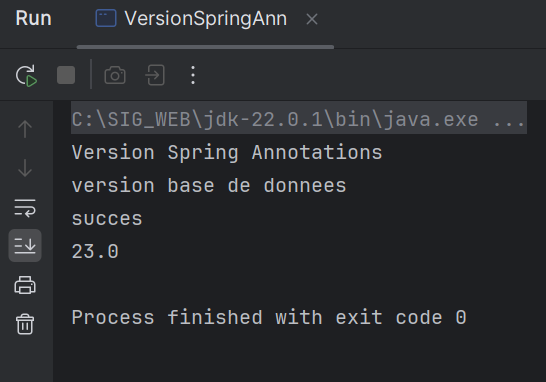 Run
VersionSpringAnn
C:\SIG_WEB\jdk-22.0.1\bin\java.exe ...
Version Spring Annotations
version base de donnees
succes
23.0
Process finished with exit code 0